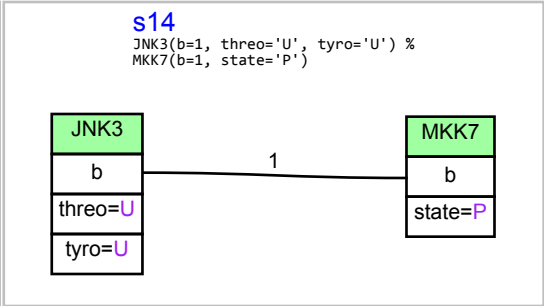 s14
JNK3(b=1, threo='U', tyro='U') %
MKK7(b=1, state='P')
JNK3
b
threo=U
tyro=U
1
MKK7
b
state=P